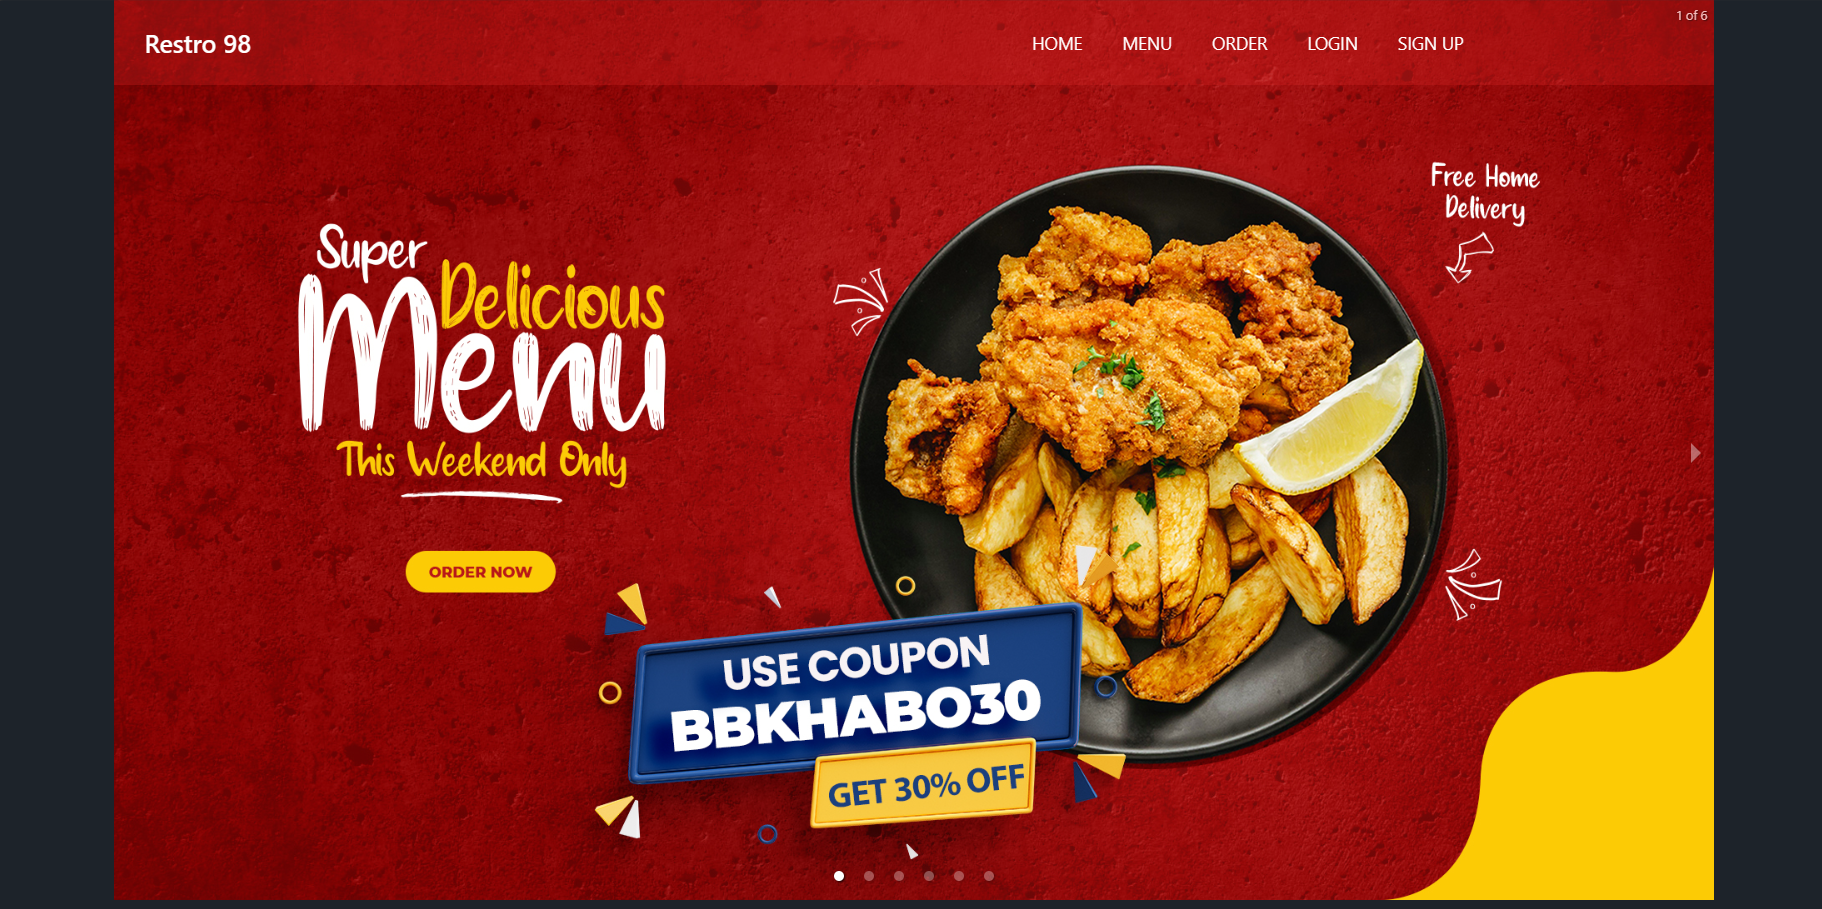 1 of 6
Restro 98
HOME
MENU
ORDER
LOGIN
SIGN UP
Free Home
Delivery
Super
Delicious
Menu
This Weekend Only
ORDER NOW
USE COUPON
BBKHABO30
GET 30% OFF